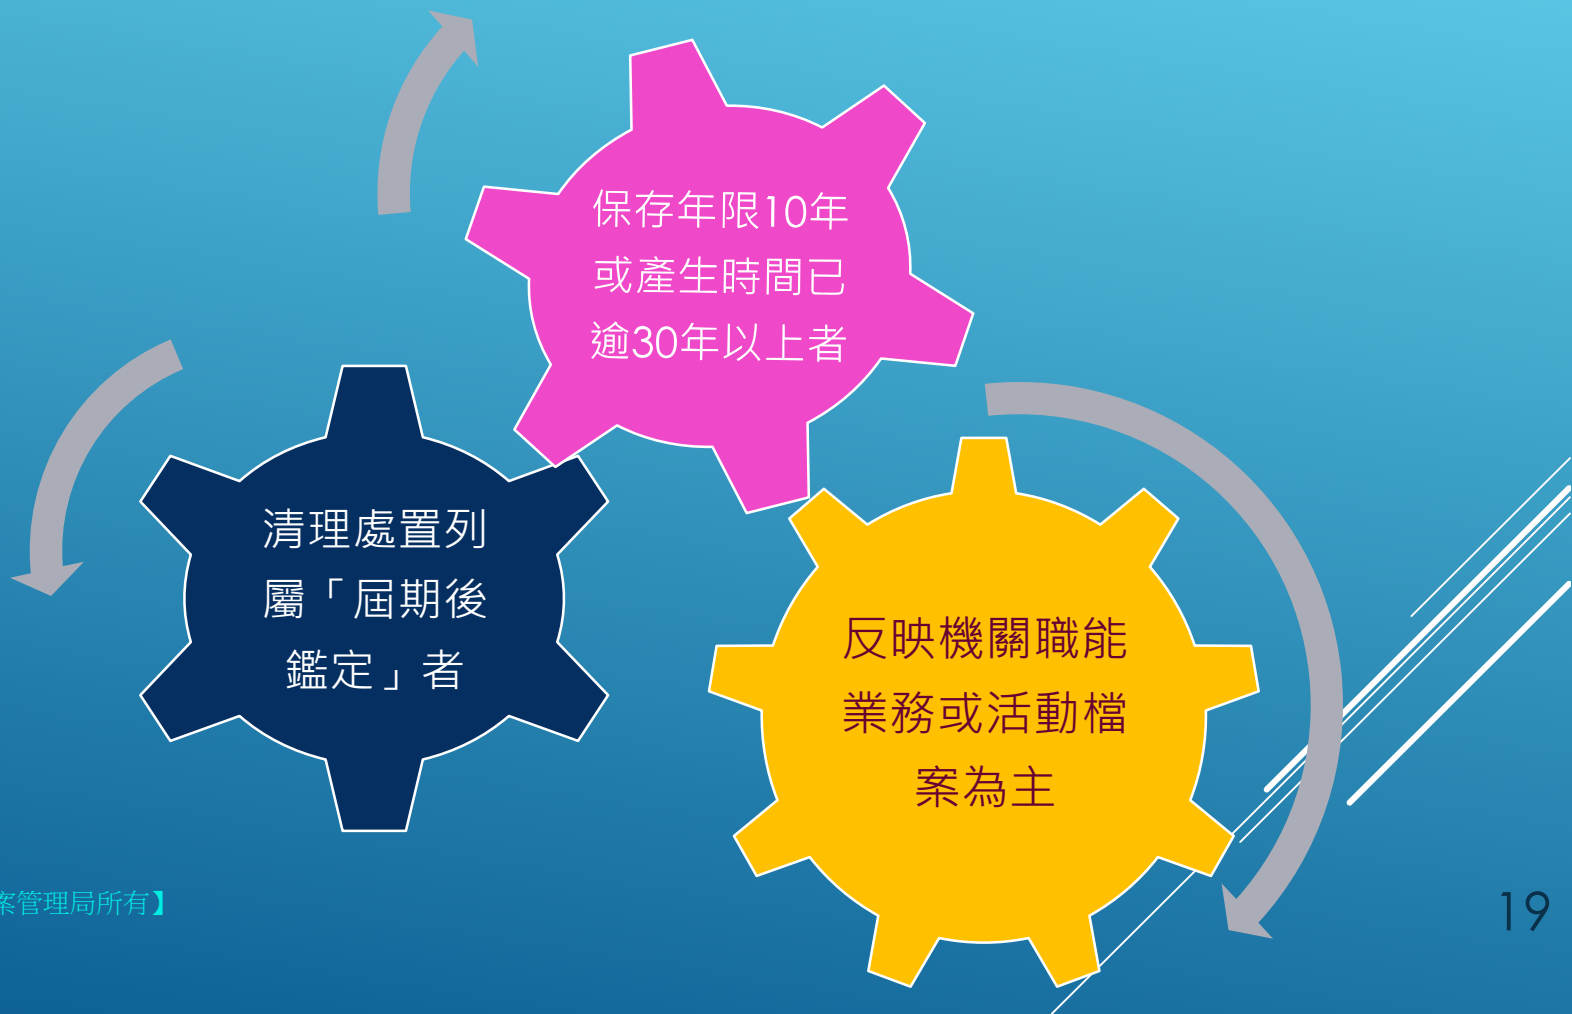 保存年限10年
或產生時間已
逾30年以上者
清理處置列
屬「屆期後
鑑定」者
反映機關職能
業務或活動檔
案為主
案管理局所有】
19